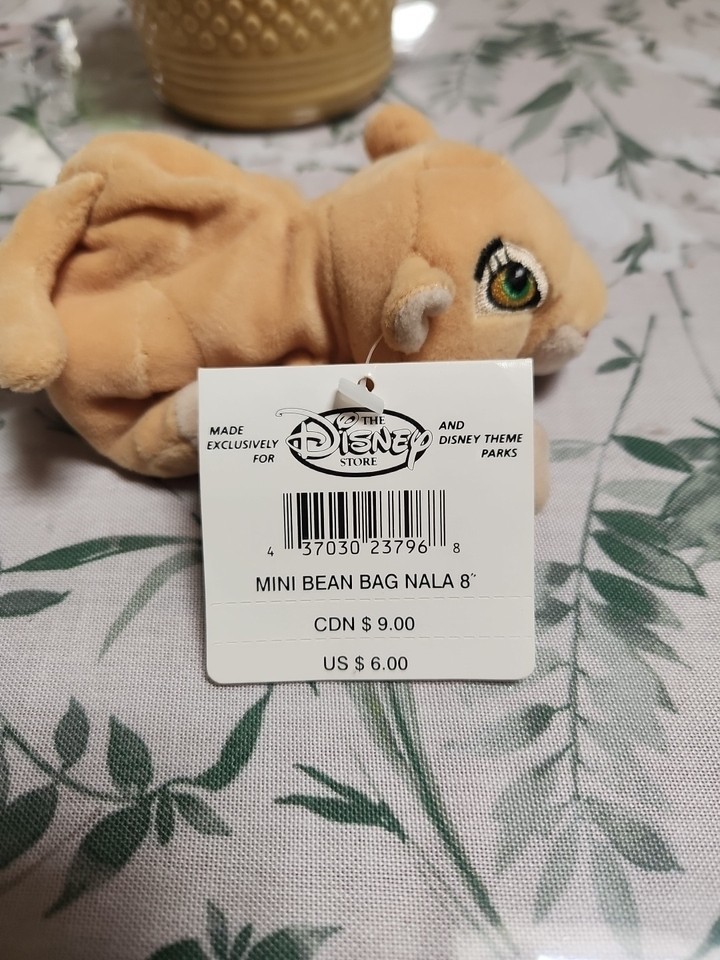 MADE
EXCLUSIVELY
FOR
THE
DISNEY
STORE
AND
DISNEY THEME
PARKS
4 37030 23796 8
MINI BEAN BAG NALA 8"
CDN $ 9.00
US $ 6.00